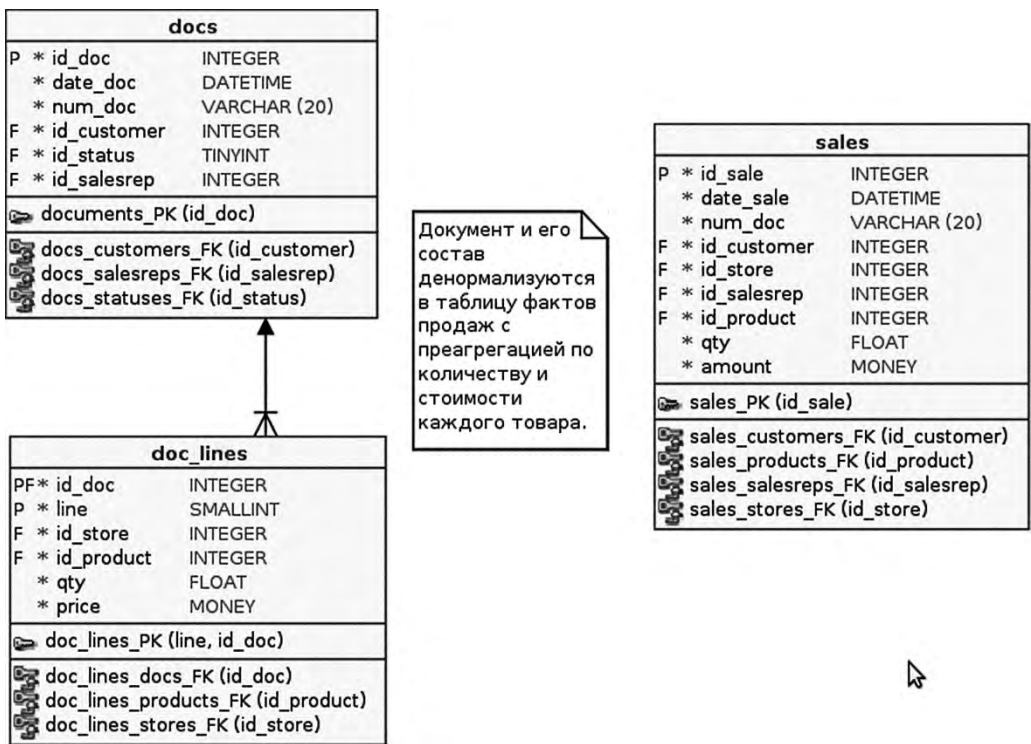 docs
P * id_doc INTEGER
* date_doc DATETIME
* num_doc VARCHAR (20)
F * id_customer INTEGER
F * id_status TINYINT
F * id_salesrep INTEGER
documents_PK (id_doc)
docs_customers_FK (id_customer)
docs_salesreps_FK (id_salesrep)
docs_statuses_FK (id_status)
doc_lines
PF* id_doc INTEGER
P * line SMALLINT
F * id_store INTEGER
F * id_product INTEGER
* qty FLOAT
* price MONEY
doc_lines_PK (line, id_doc)
doc_lines_docs_FK (id_doc)
doc_lines_products_FK (id_product)
doc_lines_stores_FK (id_store)
Документ и его
состав
денормализуются
в таблицу фактов
продаж с
преагрегацией по
количеству и
стоимости
каждого товара.
sales
P * id_sale INTEGER
* date_sale DATETIME
* num_doc VARCHAR (20)
F * id_customer INTEGER
F * id_store INTEGER
F * id_salesrep INTEGER
F * id_product INTEGER
* qty FLOAT
* amount MONEY
sales_PK (id_sale)
sales_customers_FK (id_customer)
sales_products_FK (id_product)
sales_salesreps_FK (id_salesrep)
sales_stores_FK (id_store)